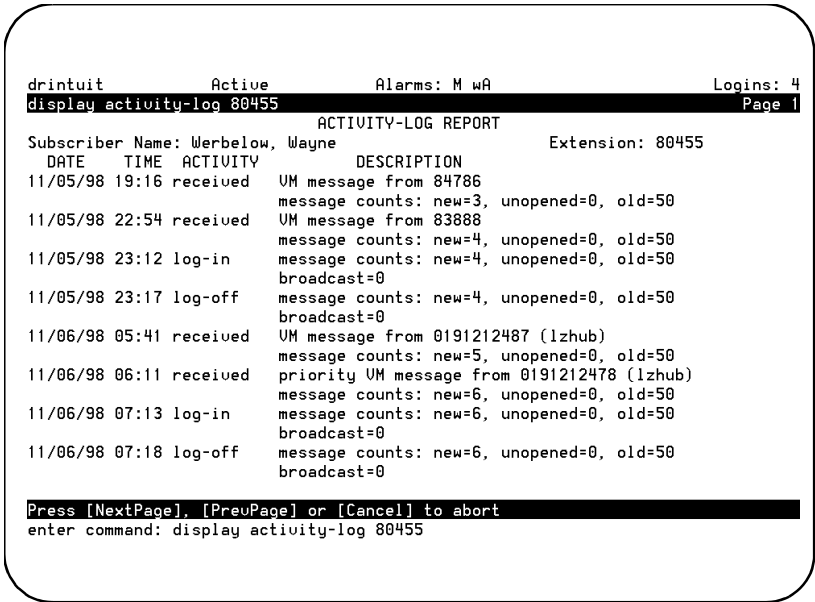 drintuit Active Alarms: M wA Logins: 4
display activity-log 80455 Page 1
ACTIVITY-LOG REPORT
Subscriber Name: Werbelow, Wayne Extension: 80455
DATE TIME ACTIVITY DESCRIPTION
11/05/98 19:16 received VM message from 84786
message counts: new=3, unopened=0, old=50
11/05/98 22:54 received VM message from 83888
message counts: new=4, unopened=0, old=50
11/05/98 23:12 log-in message counts: new=4, unopened=0, old=50
broadcast=0
11/05/98 23:17 log-off message counts: new=4, unopened=0, old=50
broadcast=0
11/06/98 05:41 received VM message from 0191212487 (lzhub)
message counts: new=5, unopened=0, old=50
11/06/98 06:11 received priority VM message from 0191212478 (lzhub)
message counts: new=6, unopened=0, old=50
11/06/98 07:13 log-in message counts: new=6, unopened=0, old=50
broadcast=0
11/06/98 07:18 log-off message counts: new=6, unopened=0, old=50
broadcast=0
Press [NextPage], [PrevPage] or [Cancel] to abort
enter command: display activity-log 80455